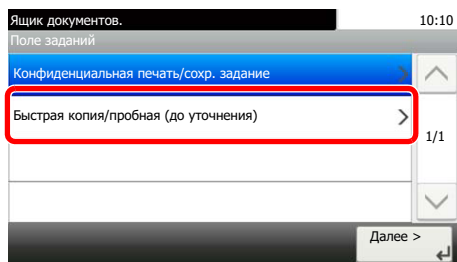 Ящик документов.
10:10
Поле заданий
Конфиденциальная печать/сохр. задание
Быстрая копия/пробная (до уточнения)
1/1
Далее >